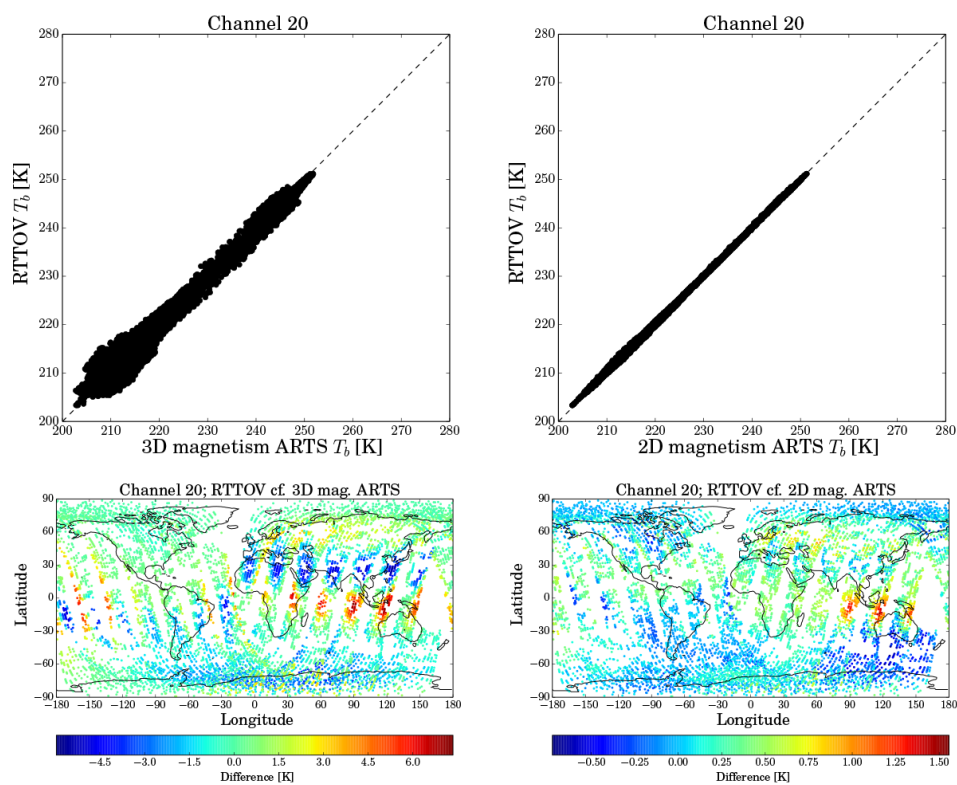 Channel 20
280
270
260
250
240
230
220
210
200
200 210 220 230 240 250 260 270 280
RTTOV Tb [K]
3D magnetism ARTS Tb [K]
Channel 20
280
270
260
250
240
230
220
210
200
200 210 220 230 240 250 260 270 280
RTTOV Tb [K]
2D magnetism ARTS Tb [K]
Channel 20; RTTOV cf. 3D mag. ARTS
90
60
30
0
−30
−60
−90
−180 −150 −120 −90 −60 −30 0 30 60 90 120 150 180
Latitude
Longitude
−4.5 −3.0 −1.5 0.0 1.5 3.0 4.5 6.0
Difference [K]
Channel 20; RTTOV cf. 2D mag. ARTS
90
60
30
0
−30
−60
−90
−180 −150 −120 −90 −60 −30 0 30 60 90 120 150 180
Latitude
Longitude
−0.50 −0.25 0.00 0.25 0.50 0.75 1.00 1.25 1.50
Difference [K]